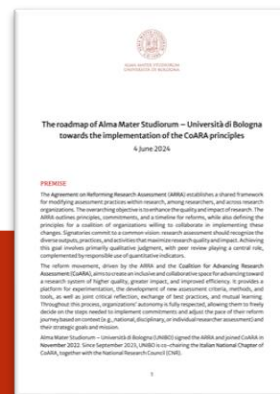 ALMA MATER STUDIORUM
UNIVERSITÀ DI BOLOGNA
The roadmap of Alma Mater Studiorum – Università di Bologna
towards the implementation of the CoARA principles
4 June 2024
PREMISE
The Agreement on Reforming Research Assessment (ARRA) establishes a shared framework
for modifying assessment practices within research, among researchers, and across research
organizations. The overarching objective is to enhance the quality and impact of research. The
ARRA outlines principles, commitments, and a timeline for reforms, while also defining the
principles for a coalition of organizations willing to collaborate in implementing these
changes. Signatories commit to a common vision: research assessment should recognize the
diverse outputs, practices, and activities that maximize research quality and impact. Achieving
this goal involves primarily qualitative judgment, with peer review playing a central role,
complemented by responsible use of quantitative indicators.
The reform movement, driven by the ARRA and the Coalition for Advancing Research
Assessment (CoARA), aims to create an inclusive and collaborative space for advancing toward
a research system of higher quality, greater impact, and improved efficiency. It provides a
platform for experimentation, the development of new assessment criteria, methods, and
tools, as well as joint critical reflection, exchange of best practices, and mutual learning.
Throughout this process, organizations' autonomy is fully respected, allowing them to freely
decide on the steps needed to implement commitments and adjust the pace of their reform
journey based on context (e.g., national, disciplinary, or individual researcher assessment) and
their strategic goals and mission.
Alma Mater Studiorum – Università di Bologna (UNIBO) signed the ARRA and joined CoARA in
November 2022. Since September 2023, UNIBO is co-chairing the Italian National Chapter of
CoARA, together with the National Research Council (CNR).